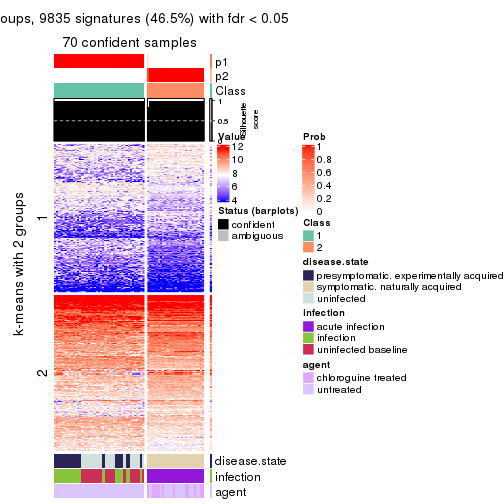 oups, 9835 signatures (46.5%) with fdr < 0.05
70 confident samples
p1
p2
Class
1
0.5
0
Silhouette
score
k-means with 2 groups
1
2
Value
12
10
8
6
4
Status (barplots)
confident
ambiguous
Prob
1
0.8
0.6
0.4
0.2
0
Class
1
2
disease.state
presymptomatic. experimentally acquired
symptomatic. naturally acquired
uninfected
infection
acute infection
infection
uninfected baseline
agent
chloroguine treated
untreated
disease.state
infection
agent